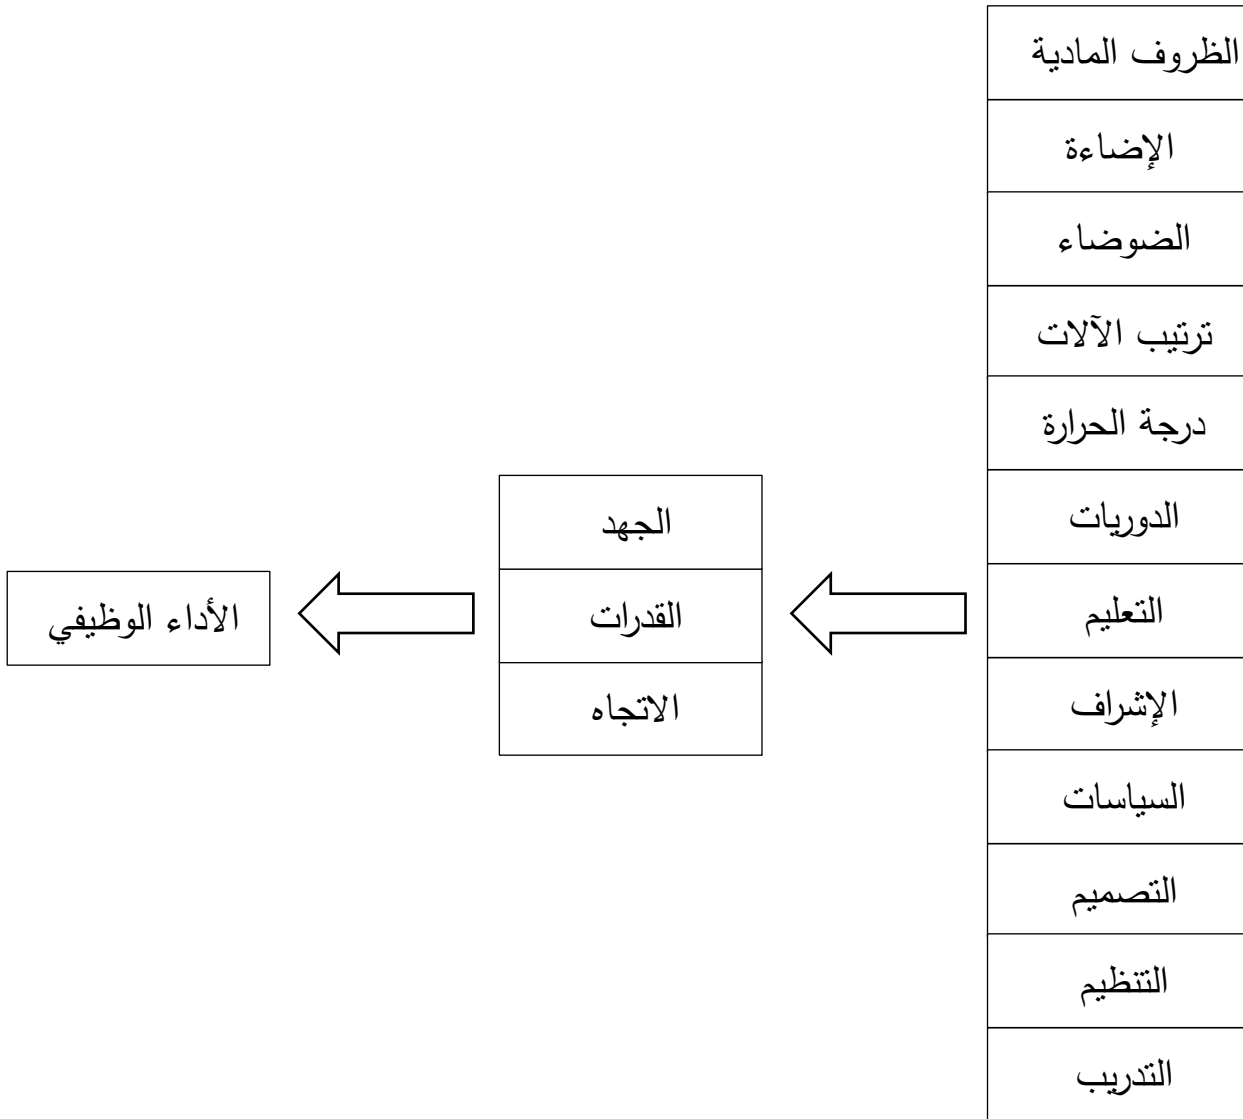 الظروف المادية
الإضاءة
الضوضاء
ترتيب الآلات
درجة الحرارة
الدوريات
التعليم
الإشراف
السياسات
التصميم
التنظيم
التدريب
الجهد
القدرات
الاتجاه
الأداء الوظيفي